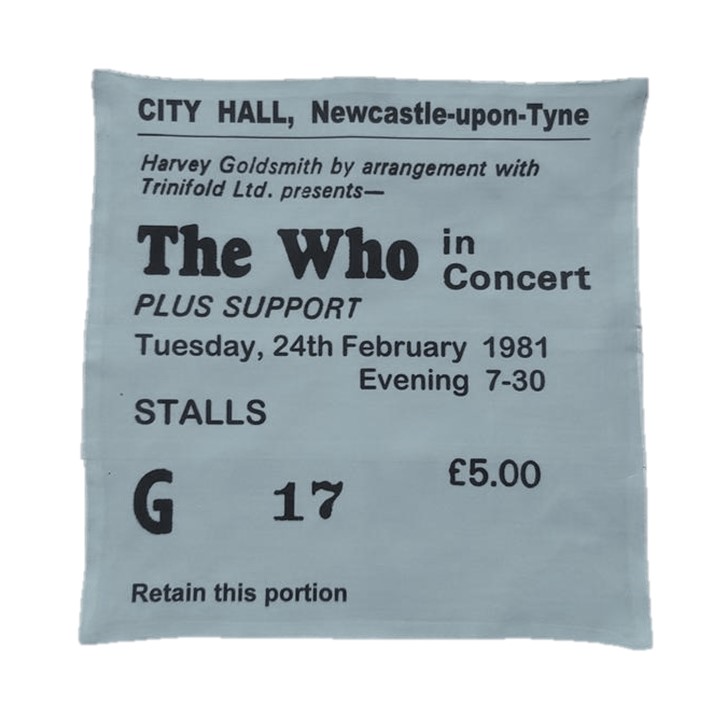 CITY HALL, Newcastle-upon-Tyne
Harvey Goldsmith by arrangement with
Trinifold Ltd. presents—
The Who in
Concert
PLUS SUPPORT
Tuesday, 24th February 1981
Evening 7-30
STALLS
£5.00
G 17
Retain this portion